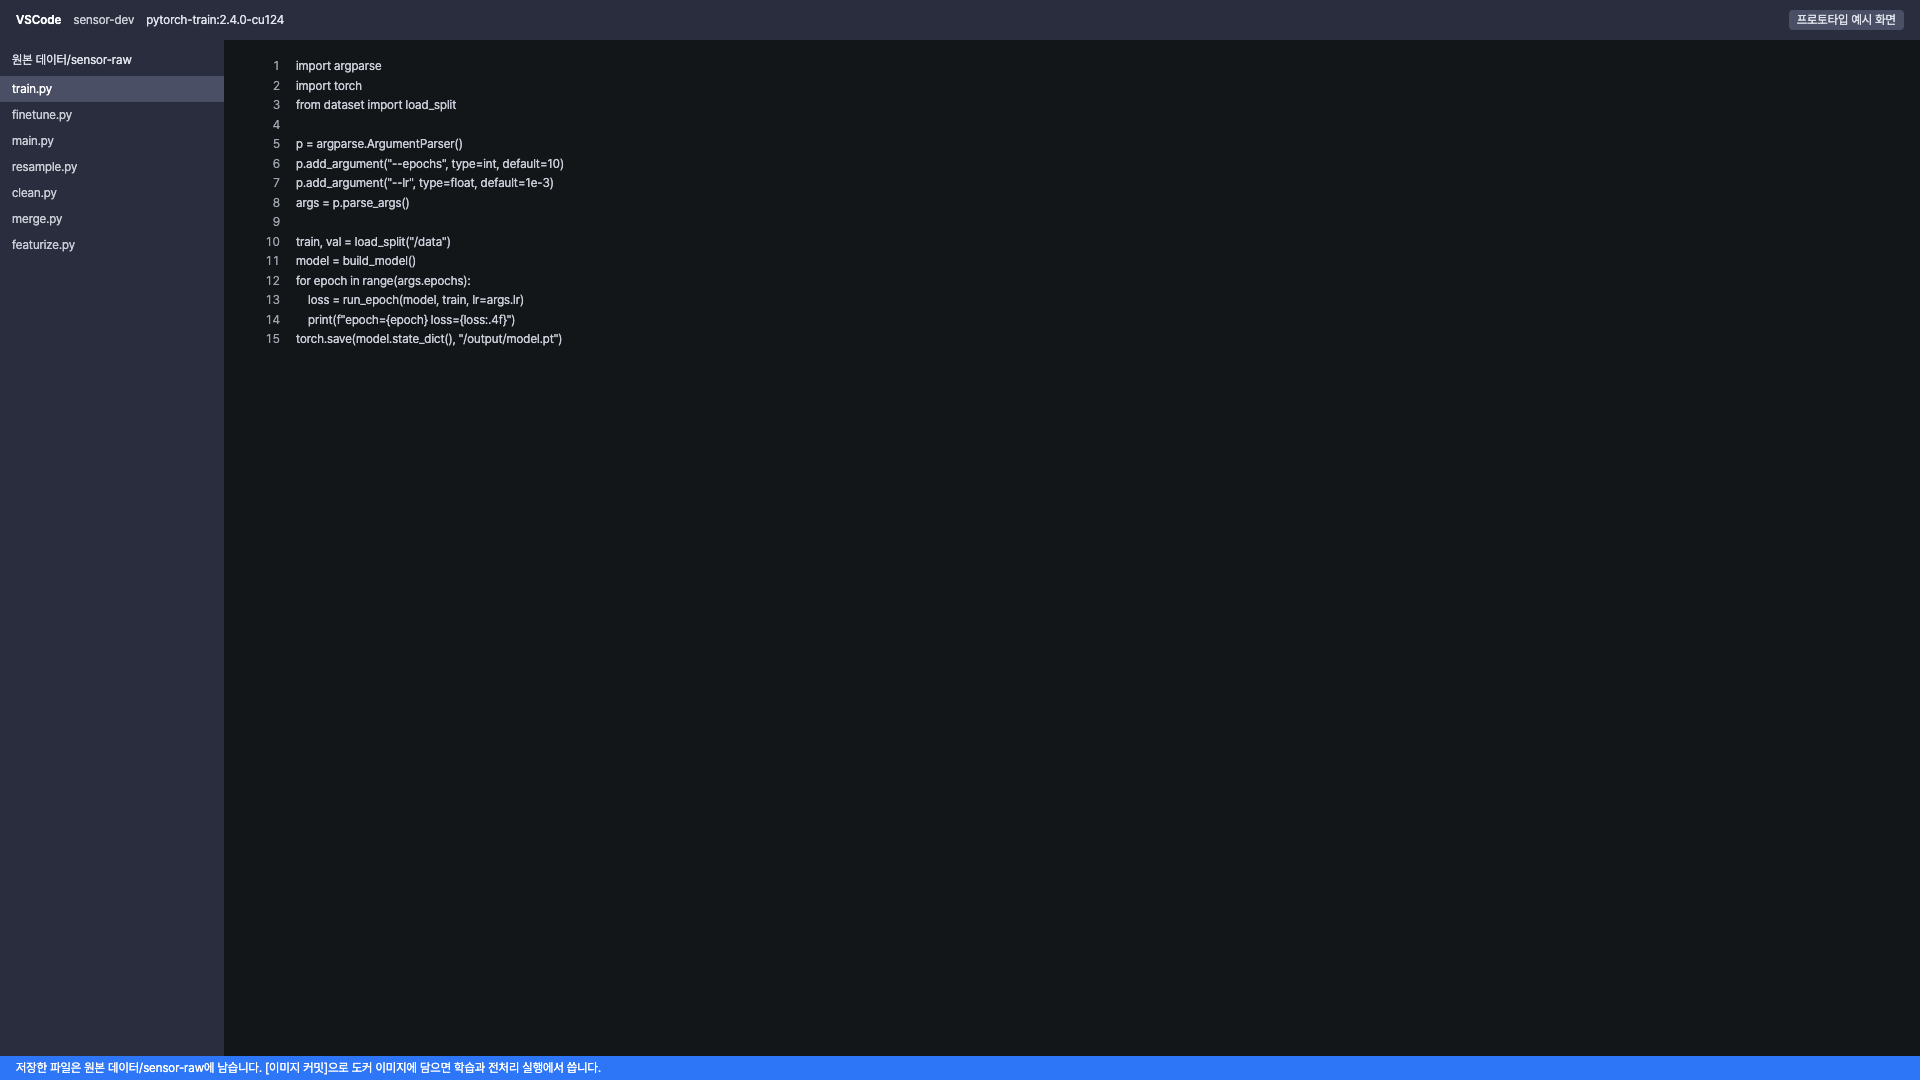 VSCode sensor-dev pytorch-train:2.4.0-cu124 프로토타입 예시 화면
원본 데이터/sensor-raw
train.py
finetune.py
main.py
resample.py
clean.py
merge.py
featurize.py
1 import argparse
2 import torch
3 from dataset import load_split
4
5 p = argparse.ArgumentParser()
6 p.add_argument("--epochs", type=int, default=10)
7 p.add_argument("--lr", type=float, default=1e-3)
8 args = p.parse_args()
9
10 train, val = load_split("/data")
11 model = build_model()
12 for epoch in range(args.epochs):
13     loss = run_epoch(model, train, lr=args.lr)
14     print(f"epoch={epoch} loss={loss:.4f}")
15 torch.save(model.state_dict(), "/output/model.pt")
저장한 파일은 원본 데이터/sensor-raw에 남습니다. [이미지 커밋]으로 도커 이미지에 담으면 학습과 전처리 실행에서 씁니다.